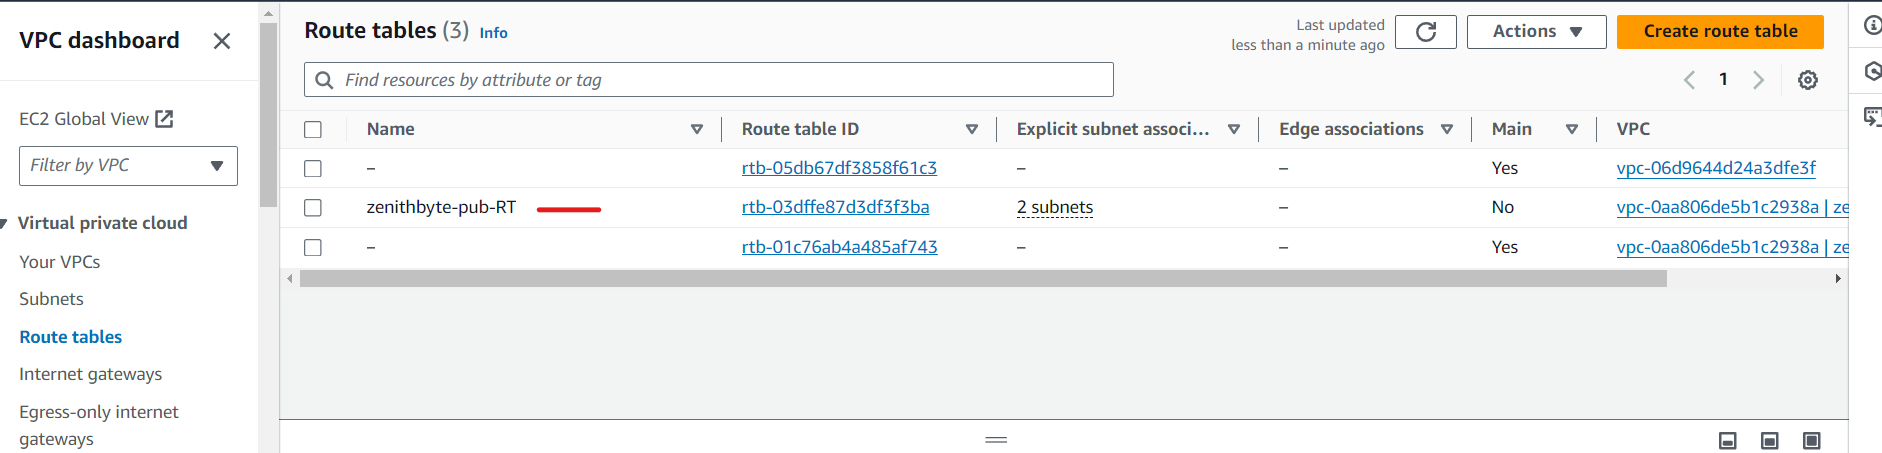 VPC dashboard
EC2 Global View
Filter by VPC
Virtual private cloud
Your VPCs
Subnets
Route tables
Internet gateways
Egress-only internet
gateways
Route tables (3) Info
Last updated
less than a minute ago
Actions
Create route table
Find resources by attribute or tag
1
Name Route table ID Explicit subnet associ... Edge associations Main VPC
– rtb-05db67df3858f61c3 – – Yes vpc-06d9644d24a3dfe3f
zenithbyte-pub-RT rtb-03dffe87d3df3f3ba 2 subnets – No vpc-0aa806de5b1c2938a | ze
– rtb-01c76ab4a485af743 – – Yes vpc-0aa806de5b1c2938a | ze